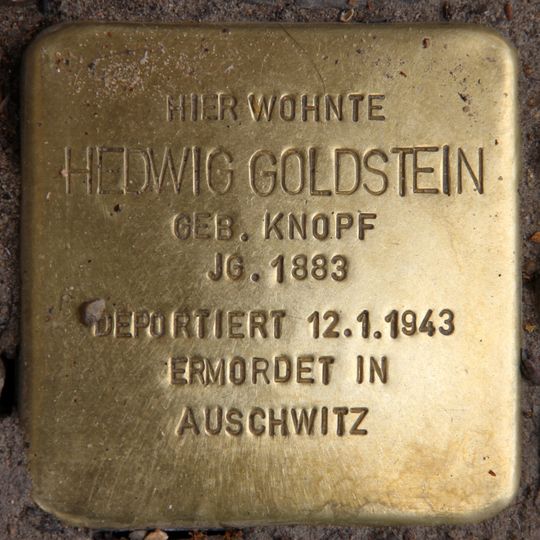 HIER WOHNTE
HEDWIG GOLDSTEIN
GEB. KNOPF
JG. 1883
DEPORTIERT 12.1.1943
ERMORDET IN
AUSCHWITZ